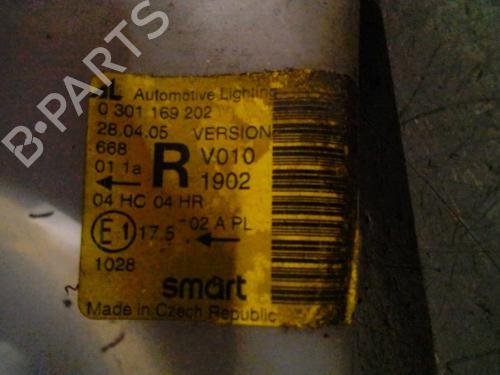 B-PARTS
AL Automotive Lighting
0 301 169 202
28.04.05 VERSION
668 R V010
01 1a 1902
04 HC 04 HR
E1 17.5 02 A PL
1028
smart
Made in Czech Republic